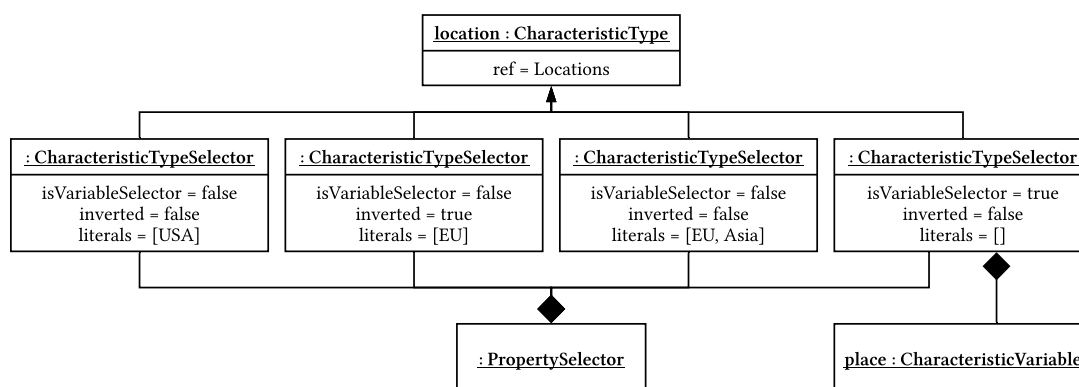 location : CharacteristicType
ref = Locations
: CharacteristicTypeSelector
isVariableSelector = false
inverted = false
literals = [USA]
: CharacteristicTypeSelector
isVariableSelector = false
inverted = true
literals = [EU]
: CharacteristicTypeSelector
isVariableSelector = false
inverted = false
literals = [EU, Asia]
: CharacteristicTypeSelector
isVariableSelector = true
inverted = false
literals = []
: PropertySelector
place : CharacteristicVariable